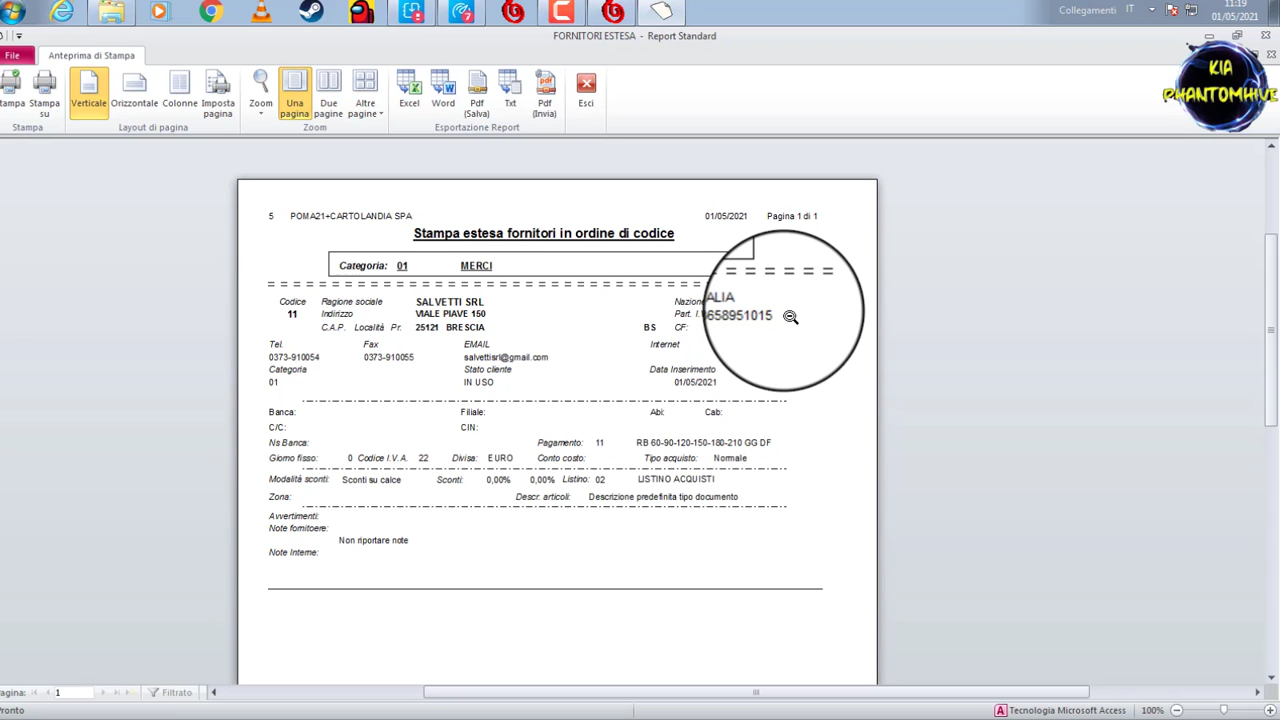 Collegamenti IT 11:19
01/05/2021
FORNITORI ESTESA - Report Standard
File Anteprima di Stampa
KIA
PHANTOMHIVE
Stampa su
Verticale Orizzontale Colonne Imposta pagina
Zoom Una pagina Due pagine Altre pagine
Excel Word Pdf (Salva) Txt Pdf (Invia) Esci
Stampa Layout di pagina Zoom Esportazione Report
5 POMA21+CARTOLANDIA SPA 01/05/2021 Pagina 1 di 1
Stampa estesa fornitori in ordine di codice
Categoria: 01 MERCI
Codice Ragione sociale SALVETTI SRL ALIA
11 Indirizzo VIALE PIAVE 150 Part. I. 658951015
C.A.P. Località Pr. 25121 BRESCIA BS CF:
Tel. Fax EMAIL Internet
0373-910054 0373-910055 salvettisrl@gmail.com
Categoria Stato cliente Data Inserimento
01 IN USO 01/05/2021
Banca: Filiale: Abi: Cab:
C/C: CIN:
Ns Banca: Pagamento: 11 RB 60-90-120-150-180-210 GG DF
Giorno fisso: 0 Codice I.V.A. 22 Divisa: EURO Conto costo: Tipo acquisto: Normale
Modalità sconti: Sconti su calce Sconti: 0,00% 0,00% Listino: 02 LISTINO ACQUISTI
Zona: Descr. articoli: Descrizione predefinita tipo documento
Avvertimenti:
Note fornitoere:
Non riportare note
Note Interne:
1 Filtrato
Tecnologia Microsoft Access 100%